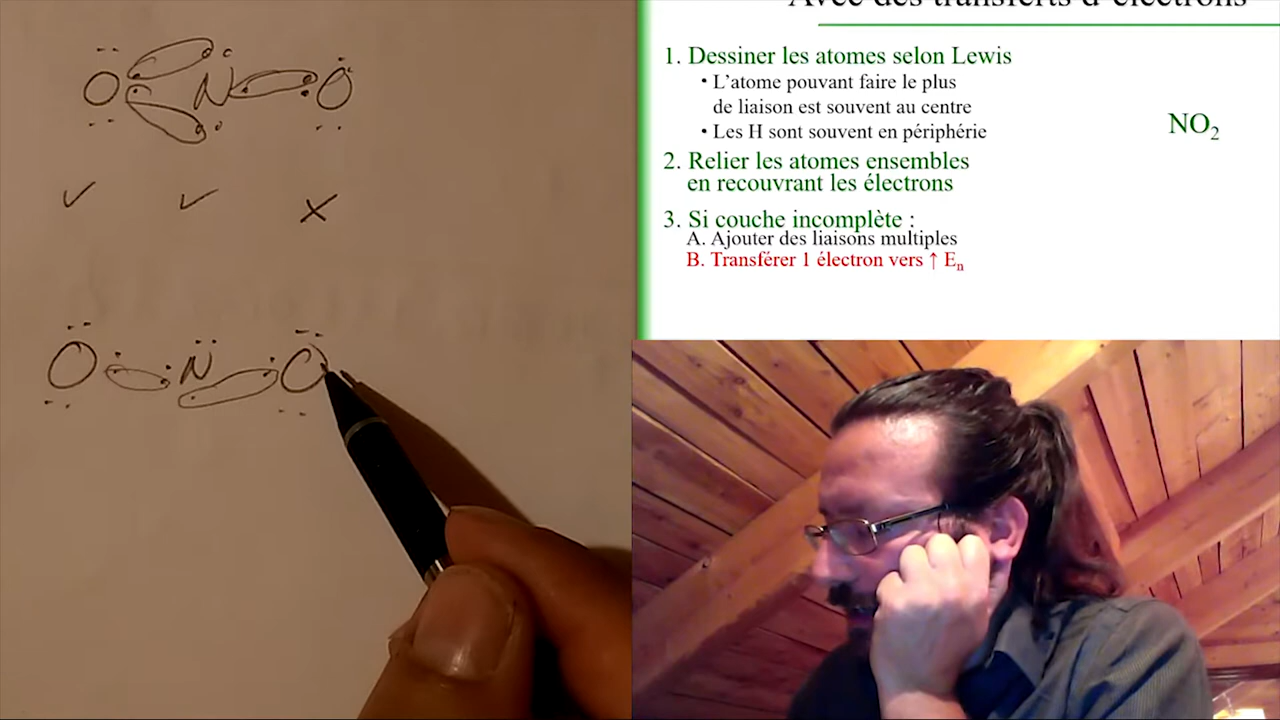 O N O
✓ ✓ ✗
O N O
Avec des transferts d'électrons
1. Dessiner les atomes selon Lewis
• L'atome pouvant faire le plus
de liaison est souvent au centre
• Les H sont souvent en périphérie
NO₂
2. Relier les atomes ensembles
en recouvrant les électrons
3. Si couche incomplète :
A. Ajouter des liaisons multiples
B. Transférer 1 électron vers ↑ Eₙ